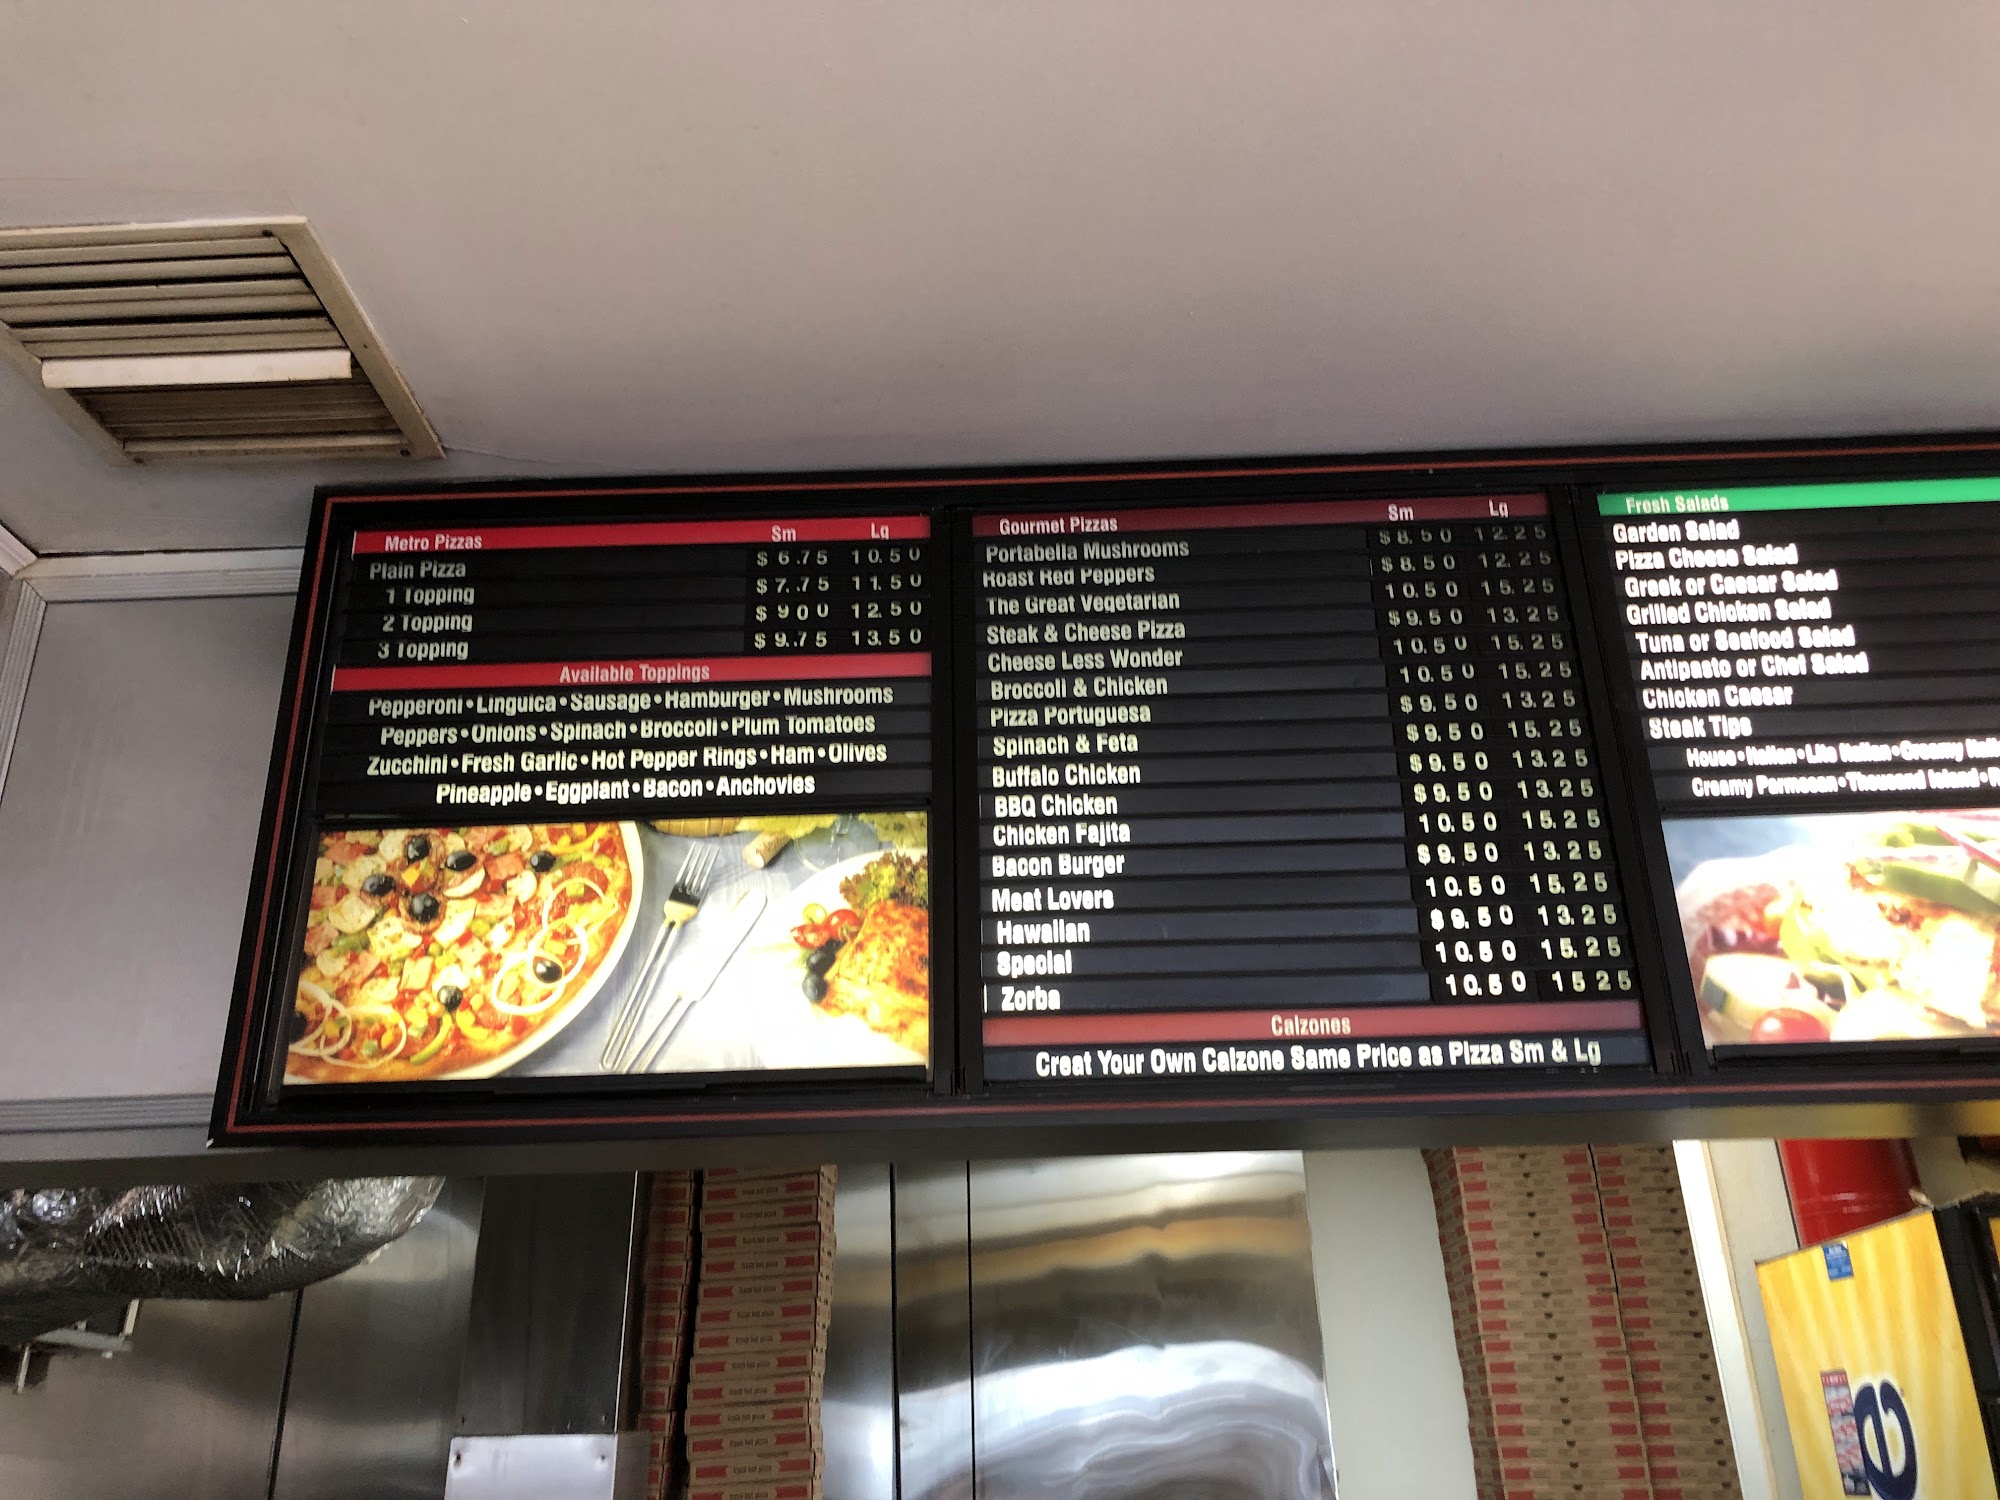 Metro Pizzas Sm Lg
Plain Pizza $ 6.75 10.50
1 Topping $ 7.75 11.50
2 Topping $ 9 00 12.50
3 Topping $ 9.75 13.50
Available Toppings
Pepperoni • Linguica • Sausage • Hamburger • Mushrooms
Peppers • Onions • Spinach • Broccoli • Plum Tomatoes
Zucchini • Fresh Garlic • Hot Pepper Rings • Ham • Olives
Pineapple • Eggplant • Bacon • Anchovies
Gourmet Pizzas Sm Lg
Portabella Mushrooms $ 8.50 12.25
Roast Red Peppers $ 8.50 12.25
The Great Vegetarian 10.50 15.25
Steak & Cheese Pizza $ 9.50 13.25
Cheese Less Wonder 10.50 15.25
Broccoli & Chicken 10.50 15.25
Pizza Portuguesa $ 9.50 13.25
Spinach & Feta $ 9.50 15.25
Buffalo Chicken $ 9.50 13.25
BBQ Chicken $ 9.50 13.25
Chicken Fajita 10.50 15.25
Bacon Burger $ 9.50 13.25
Meat Lovers 10.50 15.25
Hawaiian $ 9.50 13.25
Special 10.50 15.25
Zorba 10.50 15 25
Calzones
Creat Your Own Calzone Same Price as Pizza Sm & Lg
Fresh Salads
Garden Salad
Pizza Cheese Salad
Greek or Caesar Salad
Grilled Chicken Salad
Tuna or Seafood Salad
Antipasto or Chef Salad
Chicken Caesar
Steak Tips
House • Italian • Lite Italian • Creamy
Creamy Parmesan • Thousand Island •